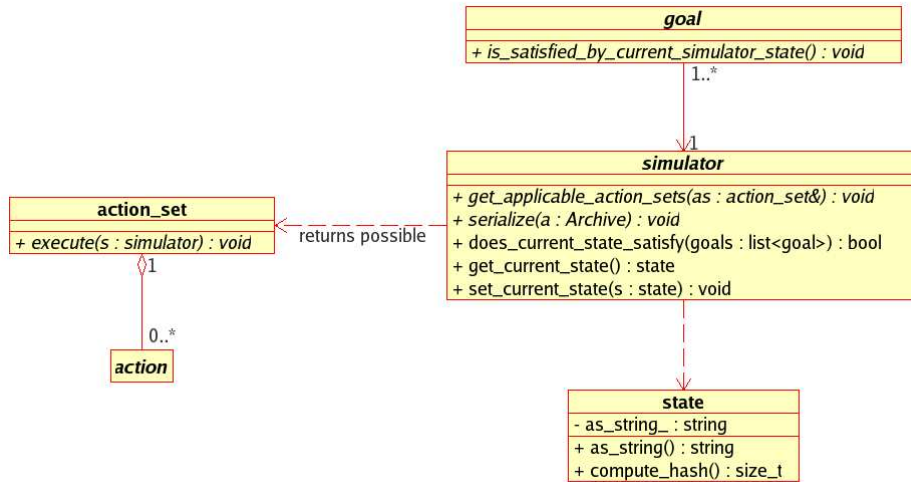 goal
+ is_satisfied_by_current_simulator_state() : void
1..*
1
simulator
+ get_applicable_action_sets(as : action_set&) : void
+ serialize(a : Archive) : void
+ does_current_state_satisfy(goals : list<goal>) : bool
+ get_current_state() : state
+ set_current_state(s : state) : void
action_set
+ execute(s : simulator) : void
returns possible
1
0..*
action
state
- as_string_ : string
+ as_string() : string
+ compute_hash() : size_t